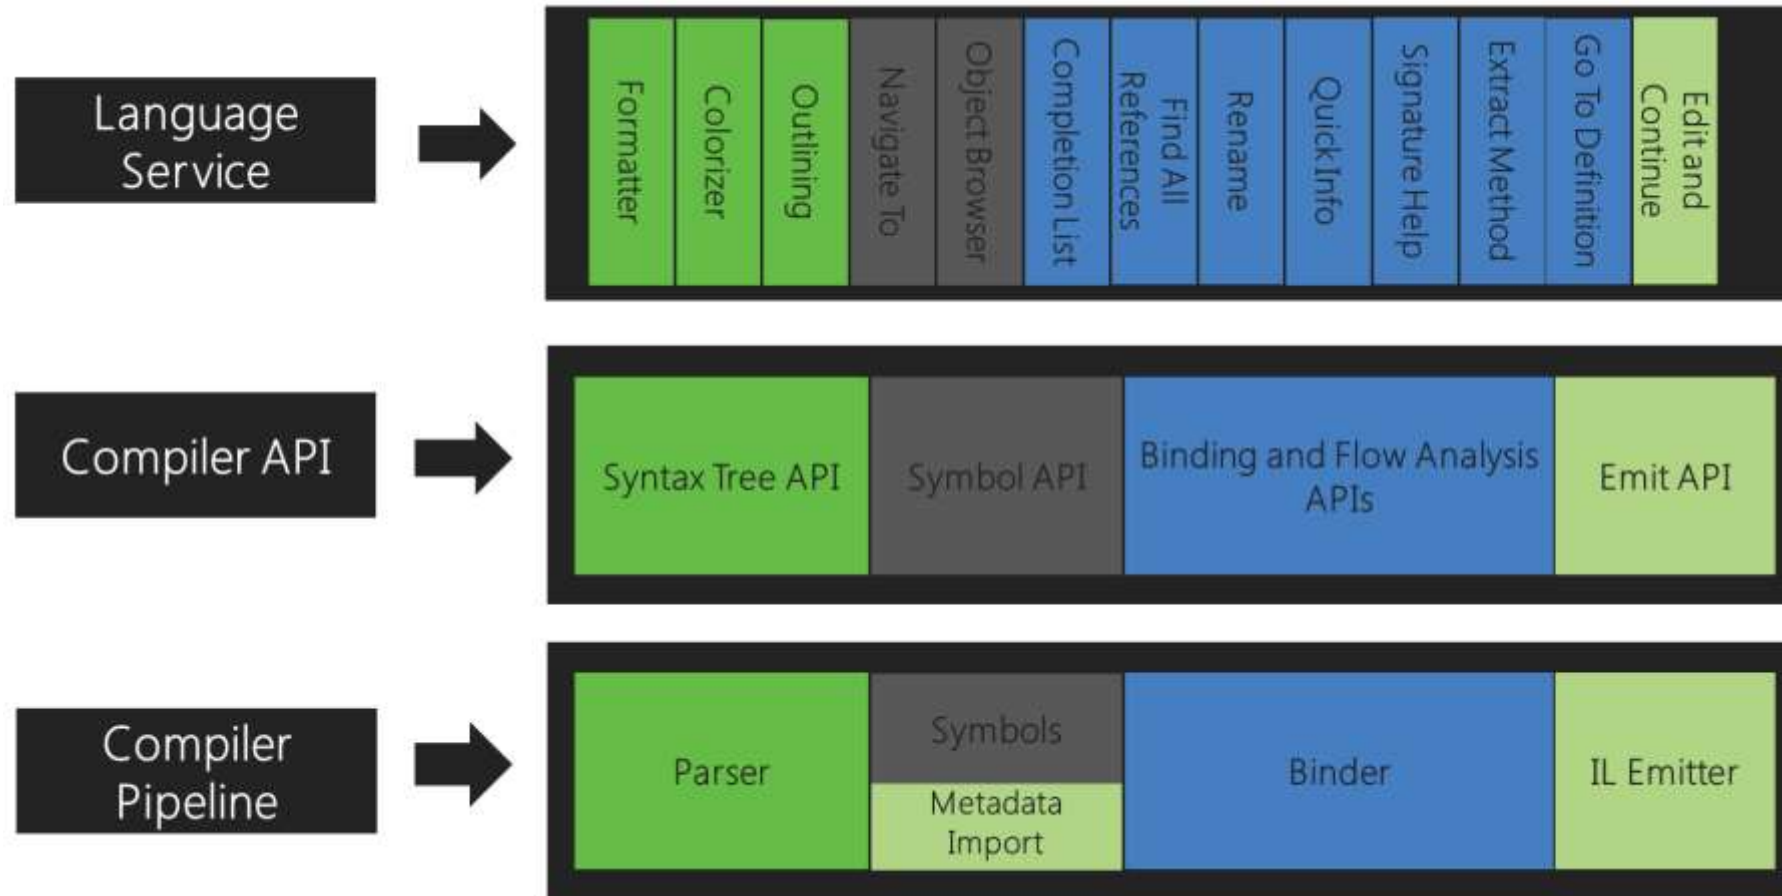 Language
Service
Formatter
Colorizer
Outlining
Navigate To
Object Browser
Completion List
Find All
References
Rename
QuickInfo
Signature Help
Extract Method
Go To Definition
Edit and
Continue
Compiler API
Syntax Tree API
Symbol API
Binding and Flow Analysis
APIs
Emit API
Compiler
Pipeline
Parser
Symbols
Metadata
Import
Binder
IL Emitter